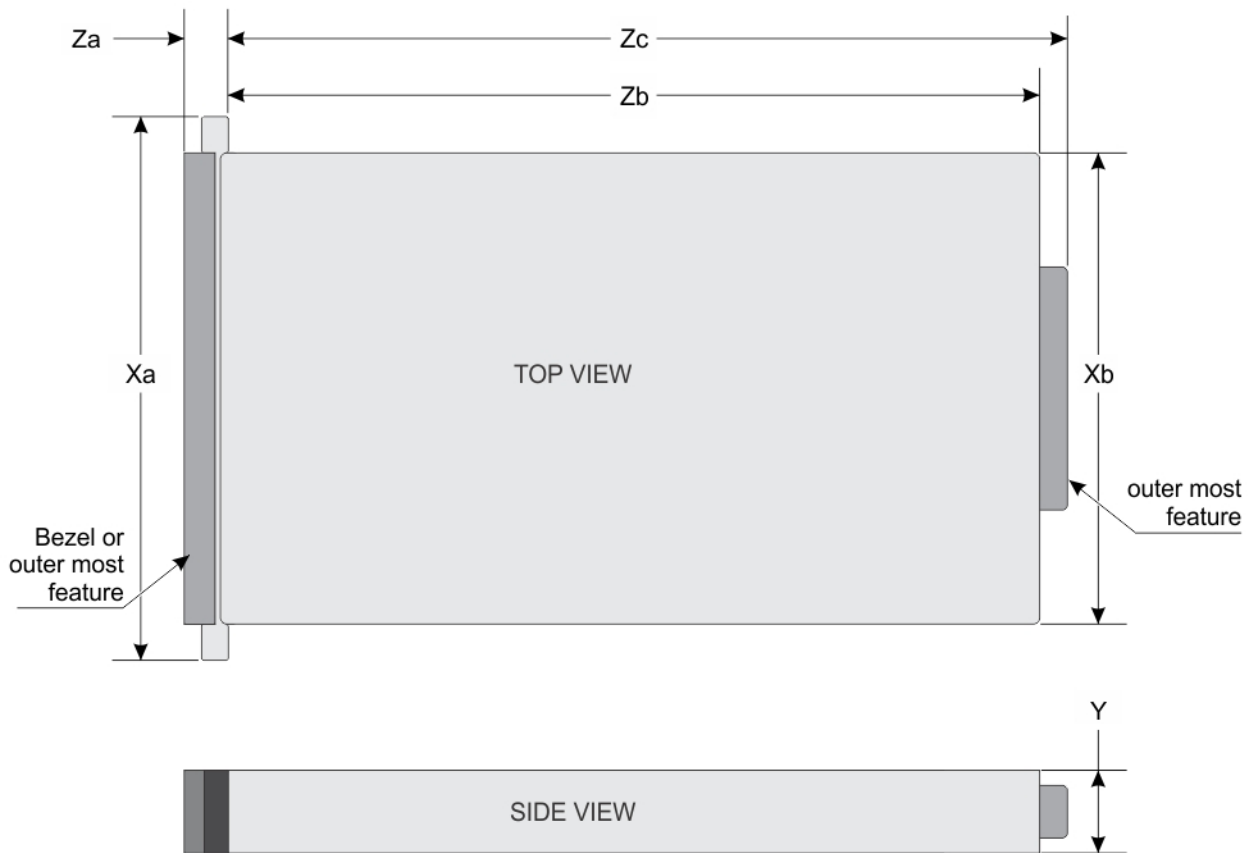 Za
Zc
Zb
Xa
TOP VIEW
Xb
outer most
feature
Bezel or
outer most
feature
Y
SIDE VIEW